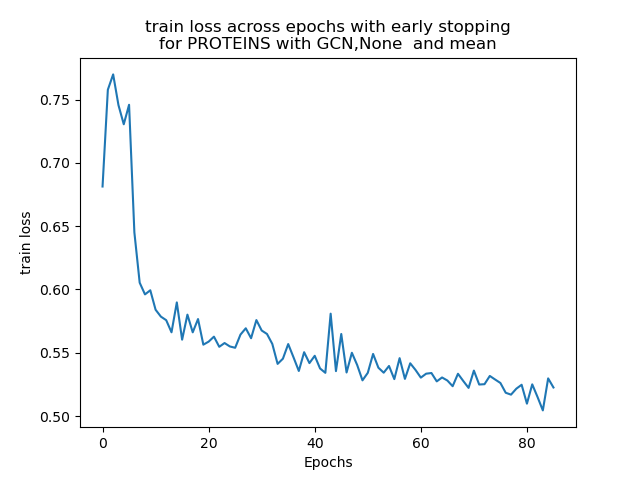 train loss across epochs with early stopping
for PROTEINS with GCN,None  and mean
train loss
0.75
0.70
0.65
0.60
0.55
0.50
0
20
40
60
80
Epochs